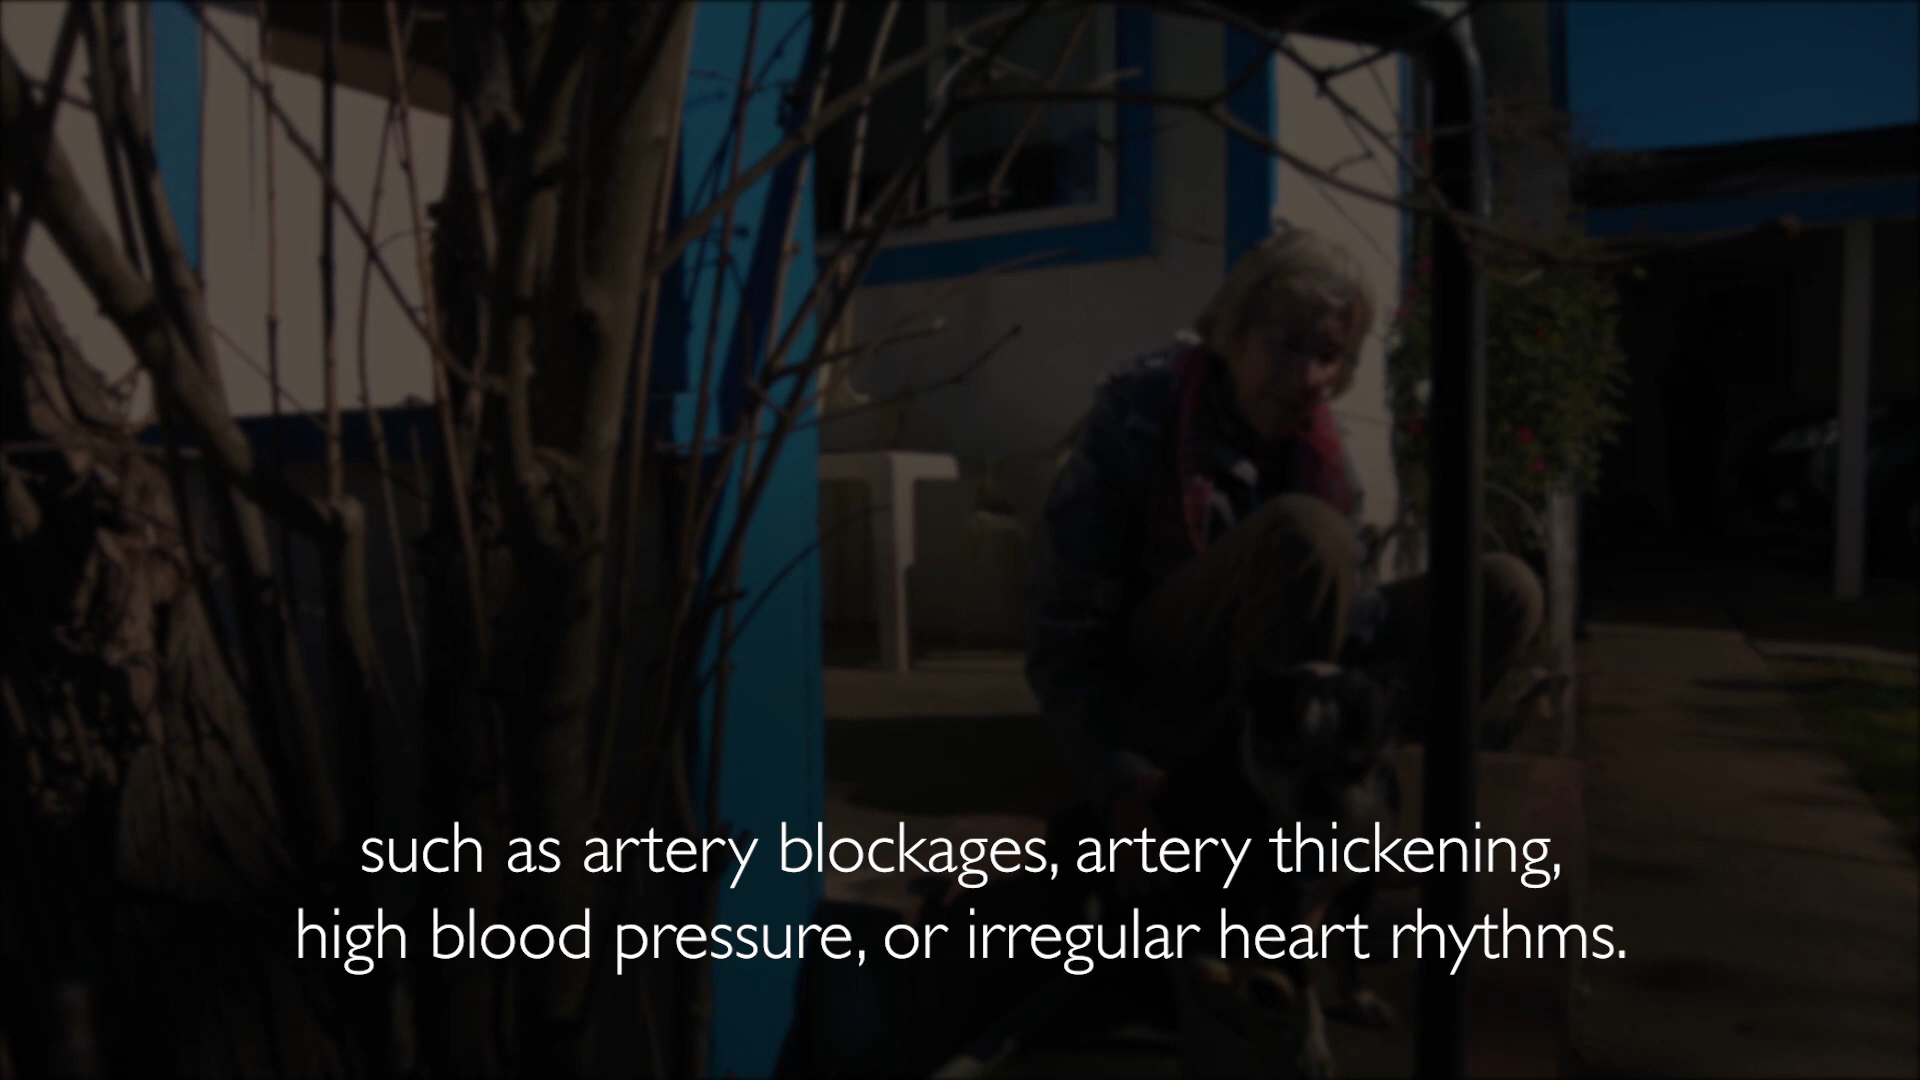 such as artery blockages, artery thickening,
high blood pressure, or irregular heart rhythms.